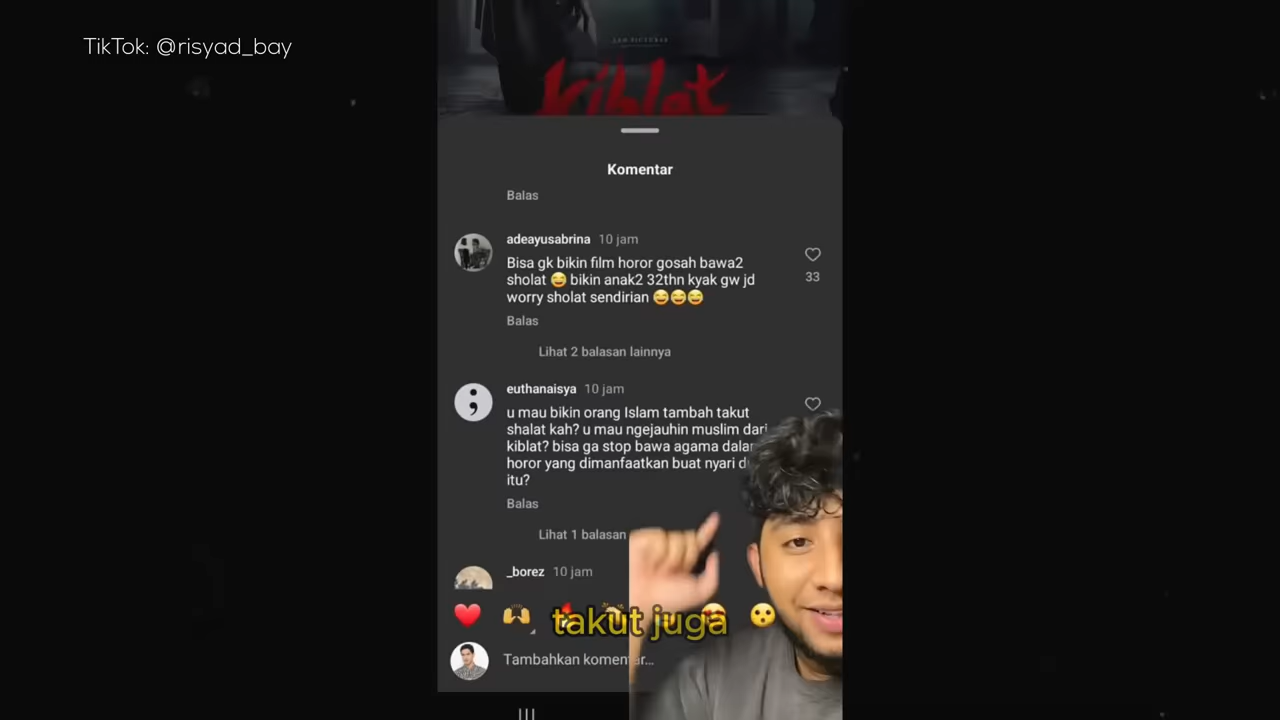 TikTok: @risyad_bay
LEO PICTURES
kiblat
Komentar
Balas
adeayusabrina 10 jam
Bisa gk bikin film horor gosah bawa2
sholat 😅 bikin anak2 32thn kyak gw jd
worry sholat sendirian 😅😅😅
33
Balas
Lihat 2 balasan lainnya
euthanaisya 10 jam
u mau bikin orang Islam tambah takut
shalat kah? u mau ngejauhin muslim dari
kiblat? bisa ga stop bawa agama dalam
horor yang dimanfaatkan buat nyari
itu?
Balas
Lihat 1 balasan
_borez 10 jam
takut juga
Tambahkan komentar...